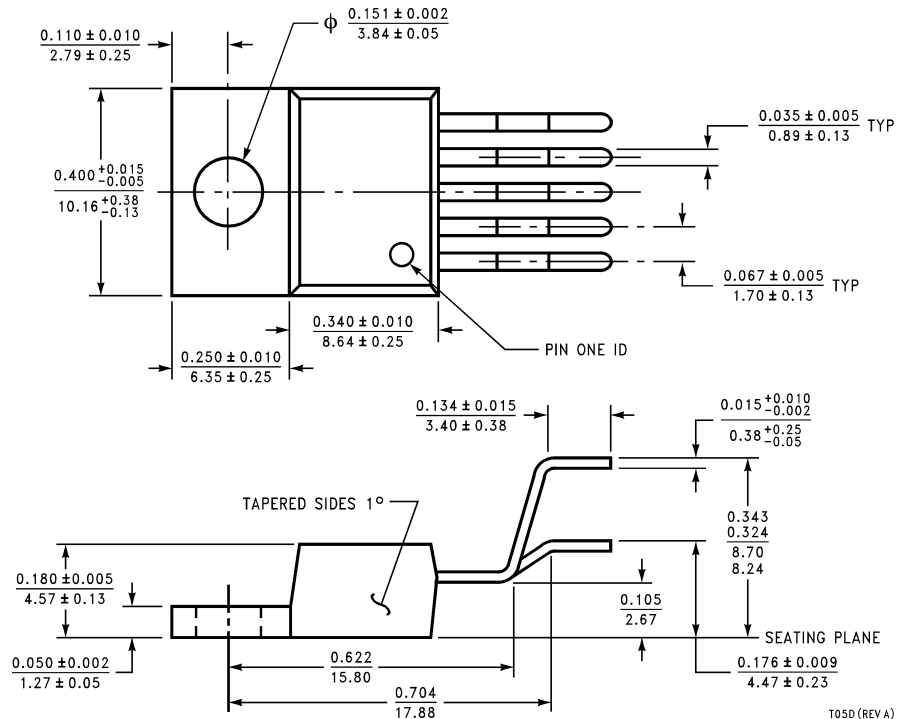 ϕ 0.151 ± 0.002
3.84 ± 0.05
0.110 ± 0.010
2.79 ± 0.25
0.035 ± 0.005
0.89 ± 0.13
TYP
0.400 +0.015 -0.005
10.16 +0.38 -0.13
0.067 ± 0.005
1.70 ± 0.13
TYP
0.340 ± 0.010
8.64 ± 0.25
PIN ONE ID
0.250 ± 0.010
6.35 ± 0.25
0.134 ± 0.015
3.40 ± 0.38
0.015 +0.010 -0.002
0.38 +0.25 -0.05
TAPERED SIDES 1°
0.343
0.324
8.70
8.24
0.180 ± 0.005
4.57 ± 0.13
0.105
2.67
SEATING PLANE
0.050 ± 0.002
1.27 ± 0.05
0.622
15.80
0.176 ± 0.009
4.47 ± 0.23
0.704
17.88
T05D (REV A)